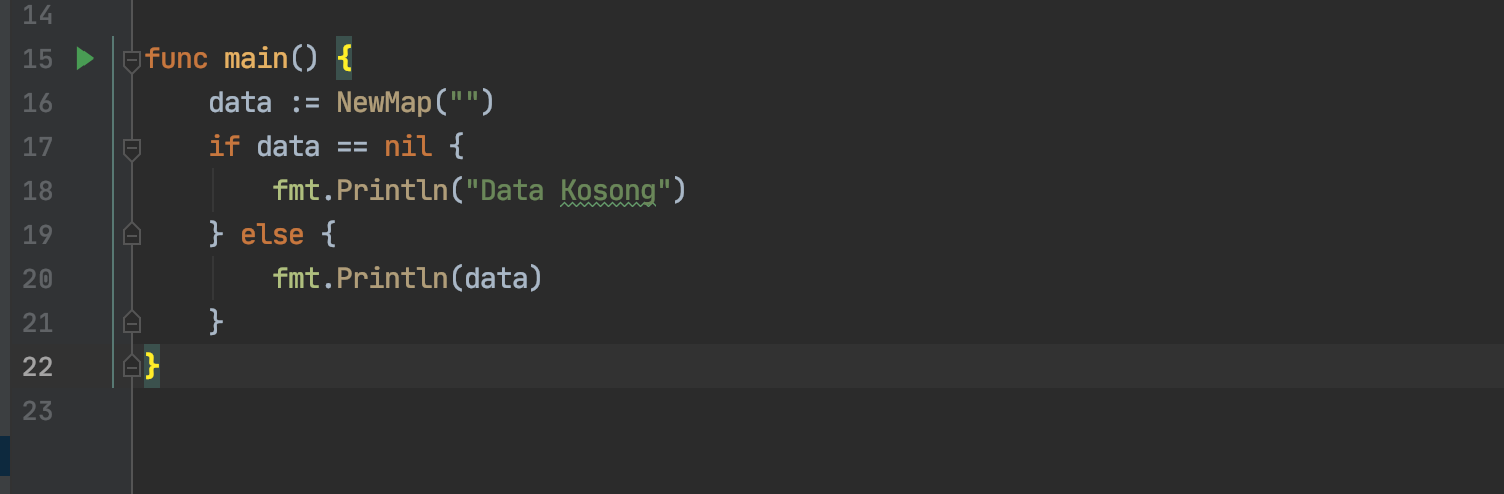 14
15 func main() {
16     data := NewMap("")
17     if data == nil {
18         fmt.Println("Data Kosong")
19     } else {
20         fmt.Println(data)
21     }
22 }
23